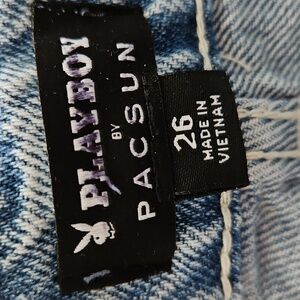 PLAYBOY
BY
PACSUN
26
MADE IN
VIETNAM